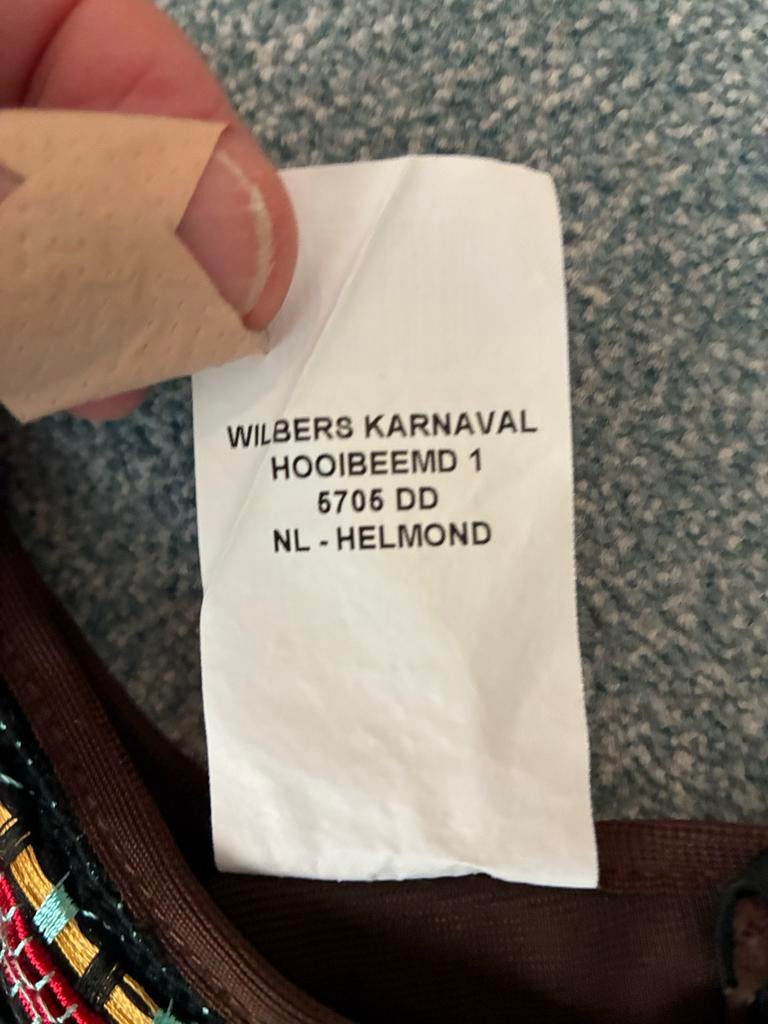 WILBERS KARNAVAL
HOOIBEEMD 1
5705 DD
NL - HELMOND